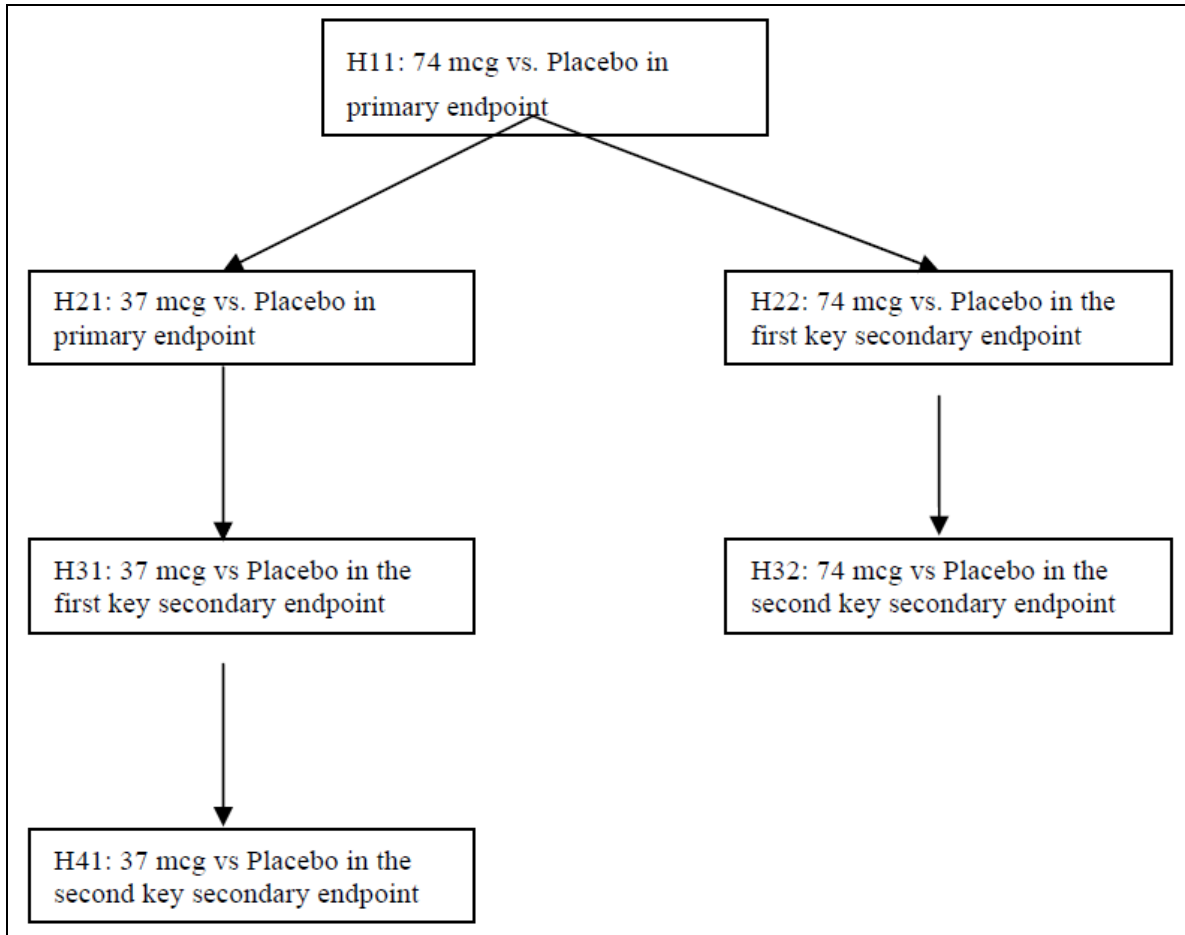 H11: 74 mcg vs. Placebo in
primary endpoint
H21: 37 mcg vs. Placebo in
primary endpoint
H22: 74 mcg vs. Placebo in the
first key secondary endpoint
H31: 37 mcg vs Placebo in the
first key secondary endpoint
H32: 74 mcg vs Placebo in the
second key secondary endpoint
H41: 37 mcg vs Placebo in the
second key secondary endpoint